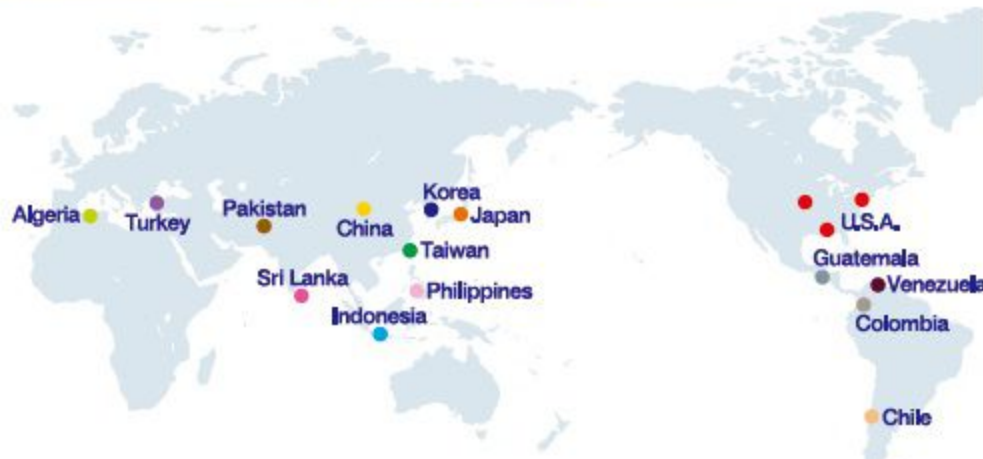 Korea
Algeria
Turkey
Pakistan
China
Japan
U.S.A.
Taiwan
Guatemala
Sri Lanka
Philippines
Venezuela
Indonesia
Colombia
Chile